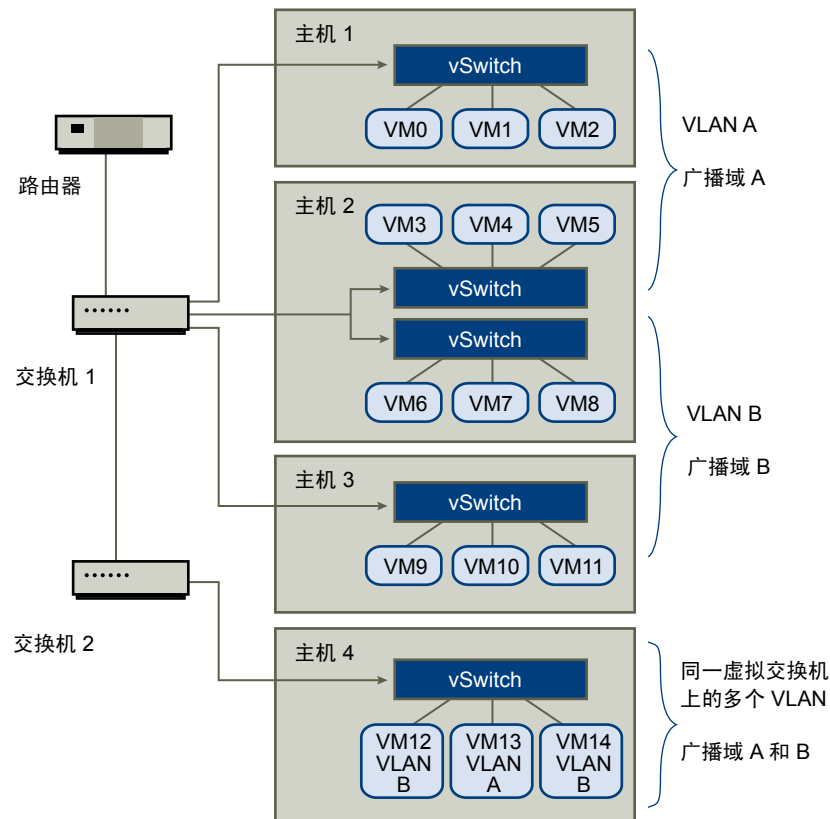 主机 1
vSwitch
VM0
VM1
VM2
VLAN A
广播域 A
路由器
主机 2
VM3
VM4
VM5
vSwitch
vSwitch
VM6
VM7
VM8
交换机 1
VLAN B
广播域 B
主机 3
vSwitch
VM9
VM10
VM11
交换机 2
主机 4
vSwitch
VM12
VLAN
B
VM13
VLAN
A
VM14
VLAN
B
同一虚拟交换机
上的多个 VLAN
广播域 A 和 B